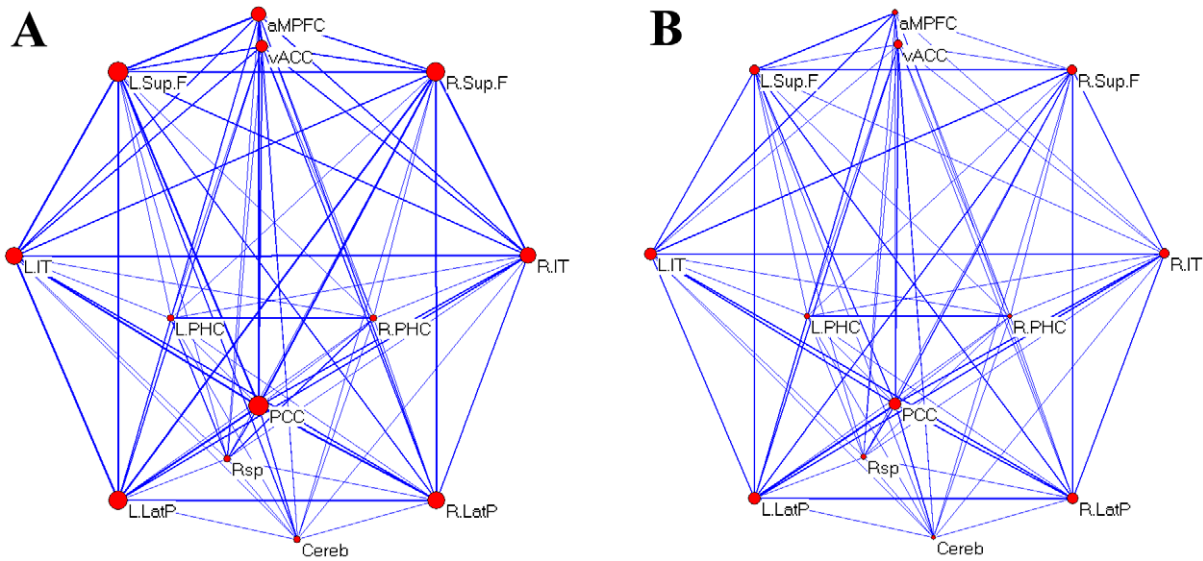 A
aMPFC
vACC
L.Sup.F
R.Sup.F
L.IT
R.IT
L.PHC
R.PHC
PCC
Rsp
L.LatP
R.LatP
Cereb
B
aMPFC
vACC
L.Sup.F
R.Sup.F
L.IT
R.IT
L.PHC
R.PHC
PCC
Rsp
L.LatP
R.LatP
Cereb